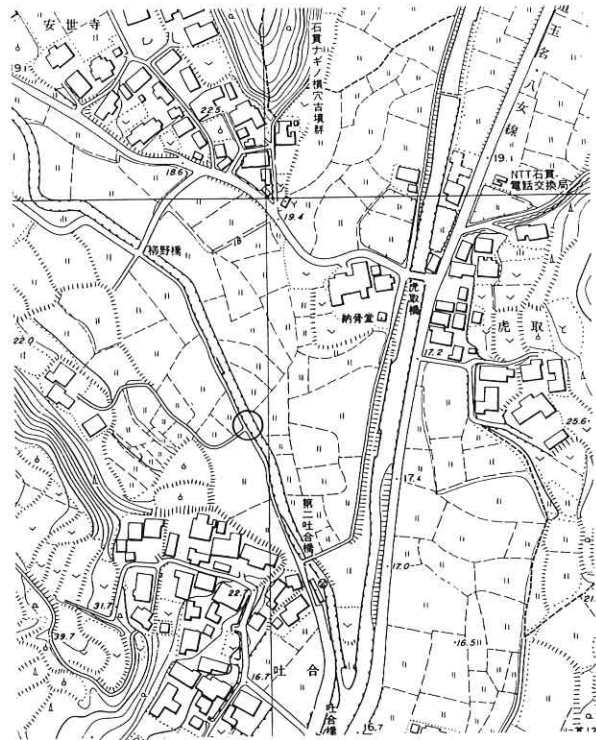 安世寺
石貫ナギノ横穴古墳群
玉名八女線
19.1
22.5
18.6
19.4
NTT石貫
電話交換局
栃野橋
虎取橋
納骨堂
虎取
22.0
17.2
25.6
17.4
第二吐合橋
17.0
22.7
31.7
39.7
16.7
吐合
16.5
吐合橋
16.7